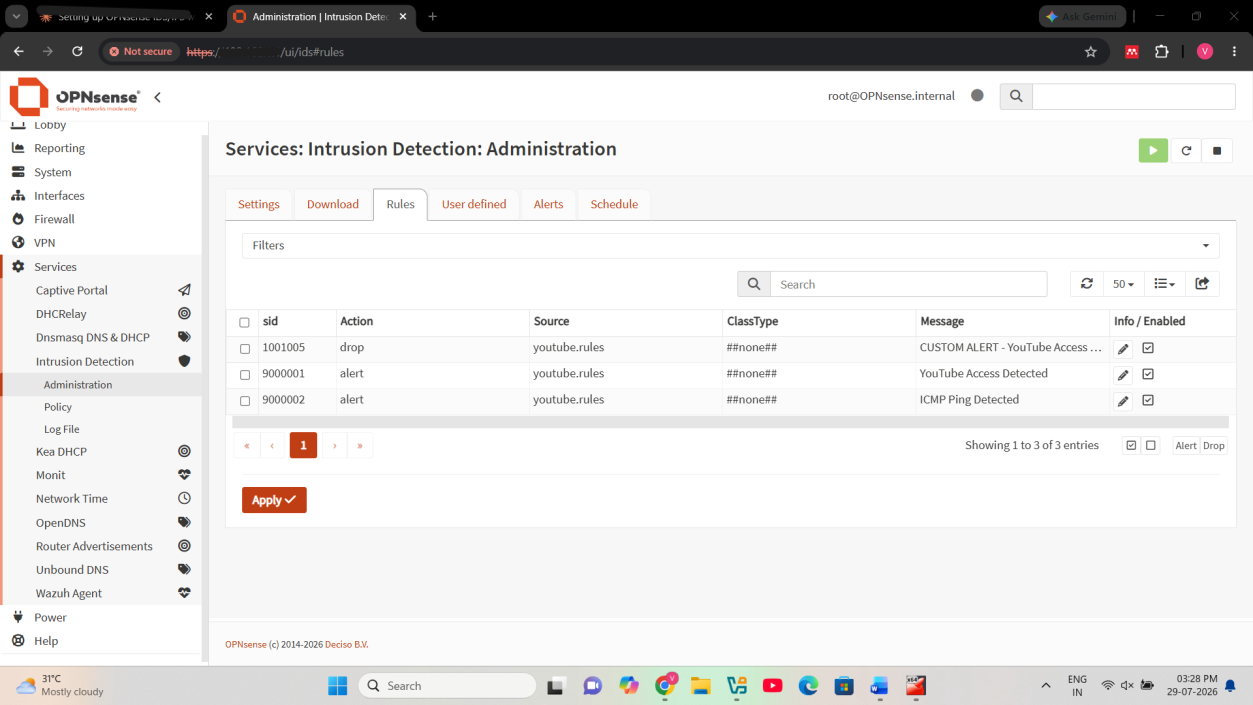 Setting up OPNsense IDS/IPS w
Administration | Intrusion Detec
Ask Gemini
Not secure
https:/
/ui/ids#rules
V
OPNsense
Securing networks made easy
root@OPNsense.internal
Lobby
Reporting
System
Interfaces
Firewall
VPN
Services
Captive Portal
DHCRelay
Dnsmasq DNS & DHCP
Intrusion Detection
Administration
Policy
Log File
Kea DHCP
Monit
Network Time
OpenDNS
Router Advertisements
Unbound DNS
Wazuh Agent
Power
Help
Services: Intrusion Detection: Administration
Settings Download Rules User defined Alerts Schedule
Filters
Search
50
sid Action Source ClassType Message Info / Enabled
1001005 drop youtube.rules ##none## CUSTOM ALERT - YouTube Access ...
9000001 alert youtube.rules ##none## YouTube Access Detected
9000002 alert youtube.rules ##none## ICMP Ping Detected
« ‹ 1 › »
Showing 1 to 3 of 3 entries
Alert Drop
Apply
OPNsense (c) 2014-2026 Deciso B.V.
31°C
Mostly cloudy
Search
V
ENG
IN
03:28 PM
29-07-2026